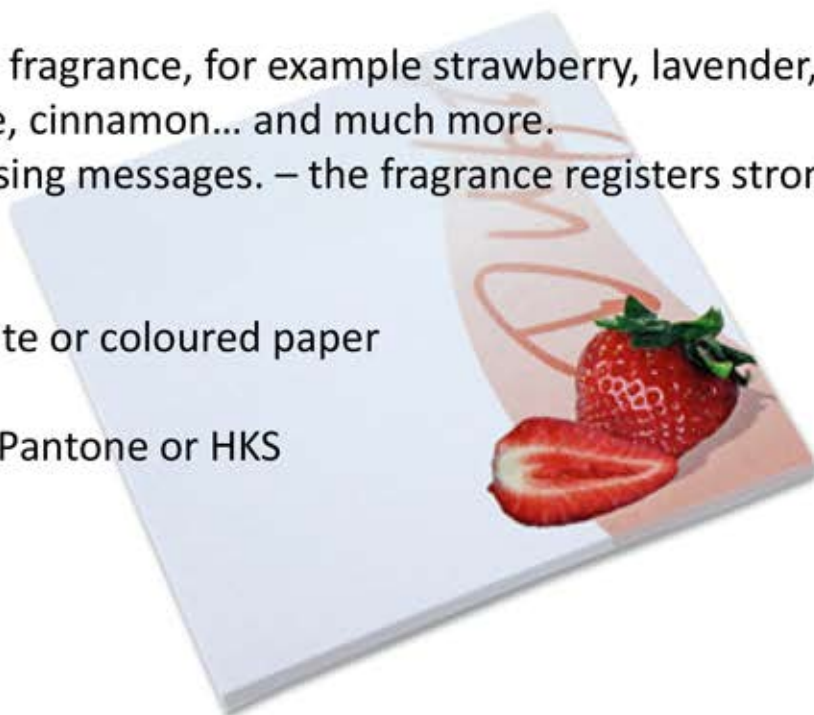 fragrance, for example strawberry, lavender,
, cinnamon... and much more.
sing messages. – the fragrance registers
te or coloured paper
Pantone or HKS